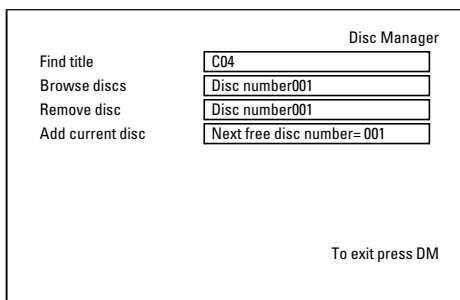 Disc Manager
Find title C04
Browse discs Disc number001
Remove disc Disc number001
Add current disc Next free disc number= 001
To exit press DM